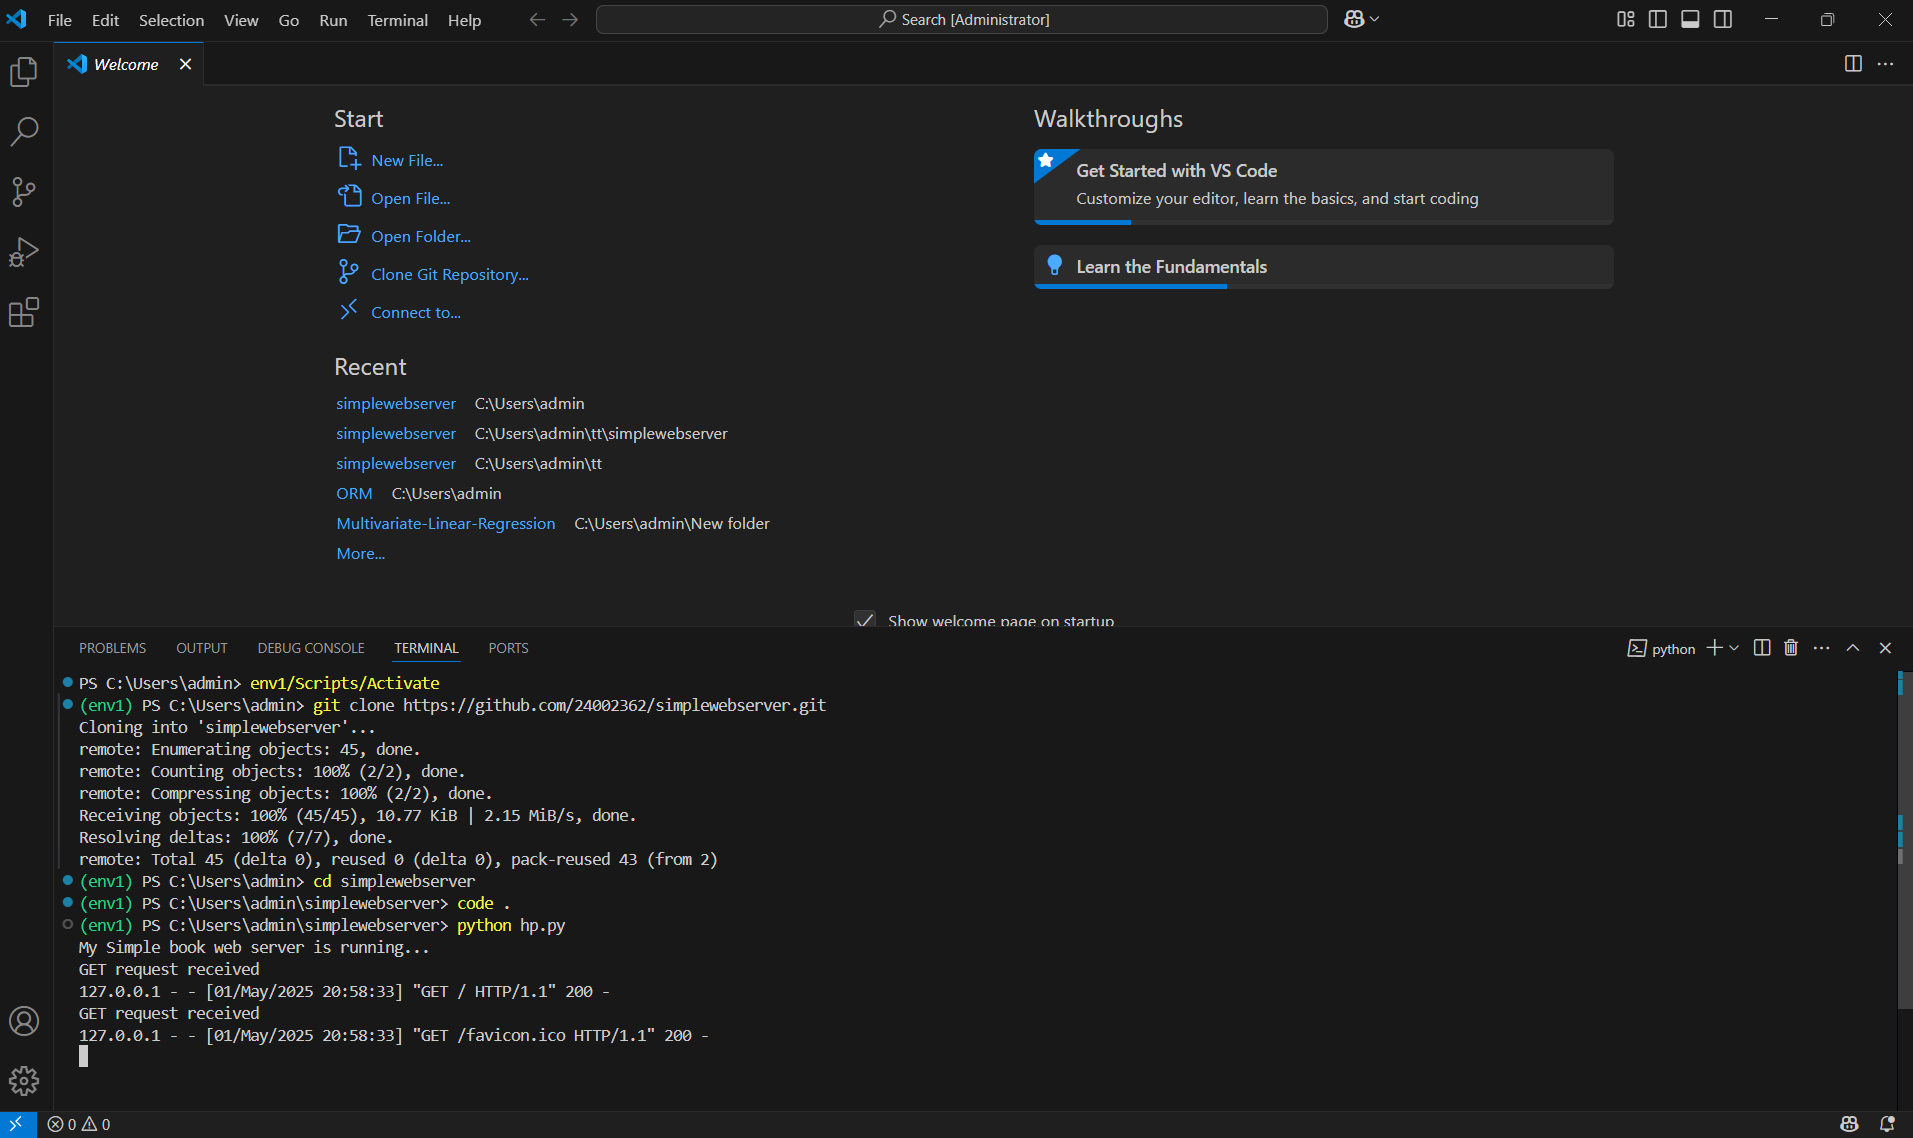 File Edit Selection View Go Run Terminal Help
Search [Administrator]
Welcome
Start
New File...
Open File...
Open Folder...
Clone Git Repository...
Connect to...
Recent
simplewebserver C:\Users\admin
simplewebserver C:\Users\admin\tt\simplewebserver
simplewebserver C:\Users\admin\tt
ORM C:\Users\admin
Multivariate-Linear-Regression C:\Users\admin\New folder
More...
Walkthroughs
Get Started with VS Code
Customize your editor, learn the basics, and start coding
Learn the Fundamentals
Show welcome page on startup
PROBLEMS OUTPUT DEBUG CONSOLE TERMINAL PORTS
python
PS C:\Users\admin> env1/Scripts/Activate
(env1) PS C:\Users\admin> git clone https://github.com/24002362/simplewebserver.git
Cloning into 'simplewebserver'...
remote: Enumerating objects: 45, done.
remote: Counting objects: 100% (2/2), done.
remote: Compressing objects: 100% (2/2), done.
Receiving objects: 100% (45/45), 10.77 KiB | 2.15 MiB/s, done.
Resolving deltas: 100% (7/7), done.
remote: Total 45 (delta 0), reused 0 (delta 0), pack-reused 43 (from 2)
(env1) PS C:\Users\admin> cd simplewebserver
(env1) PS C:\Users\admin\simplewebserver> code .
(env1) PS C:\Users\admin\simplewebserver> python hp.py
My Simple book web server is running...
GET request received
127.0.0.1 - - [01/May/2025 20:58:33] "GET / HTTP/1.1" 200 -
GET request received
127.0.0.1 - - [01/May/2025 20:58:33] "GET /favicon.ico HTTP/1.1" 200 -
0 0